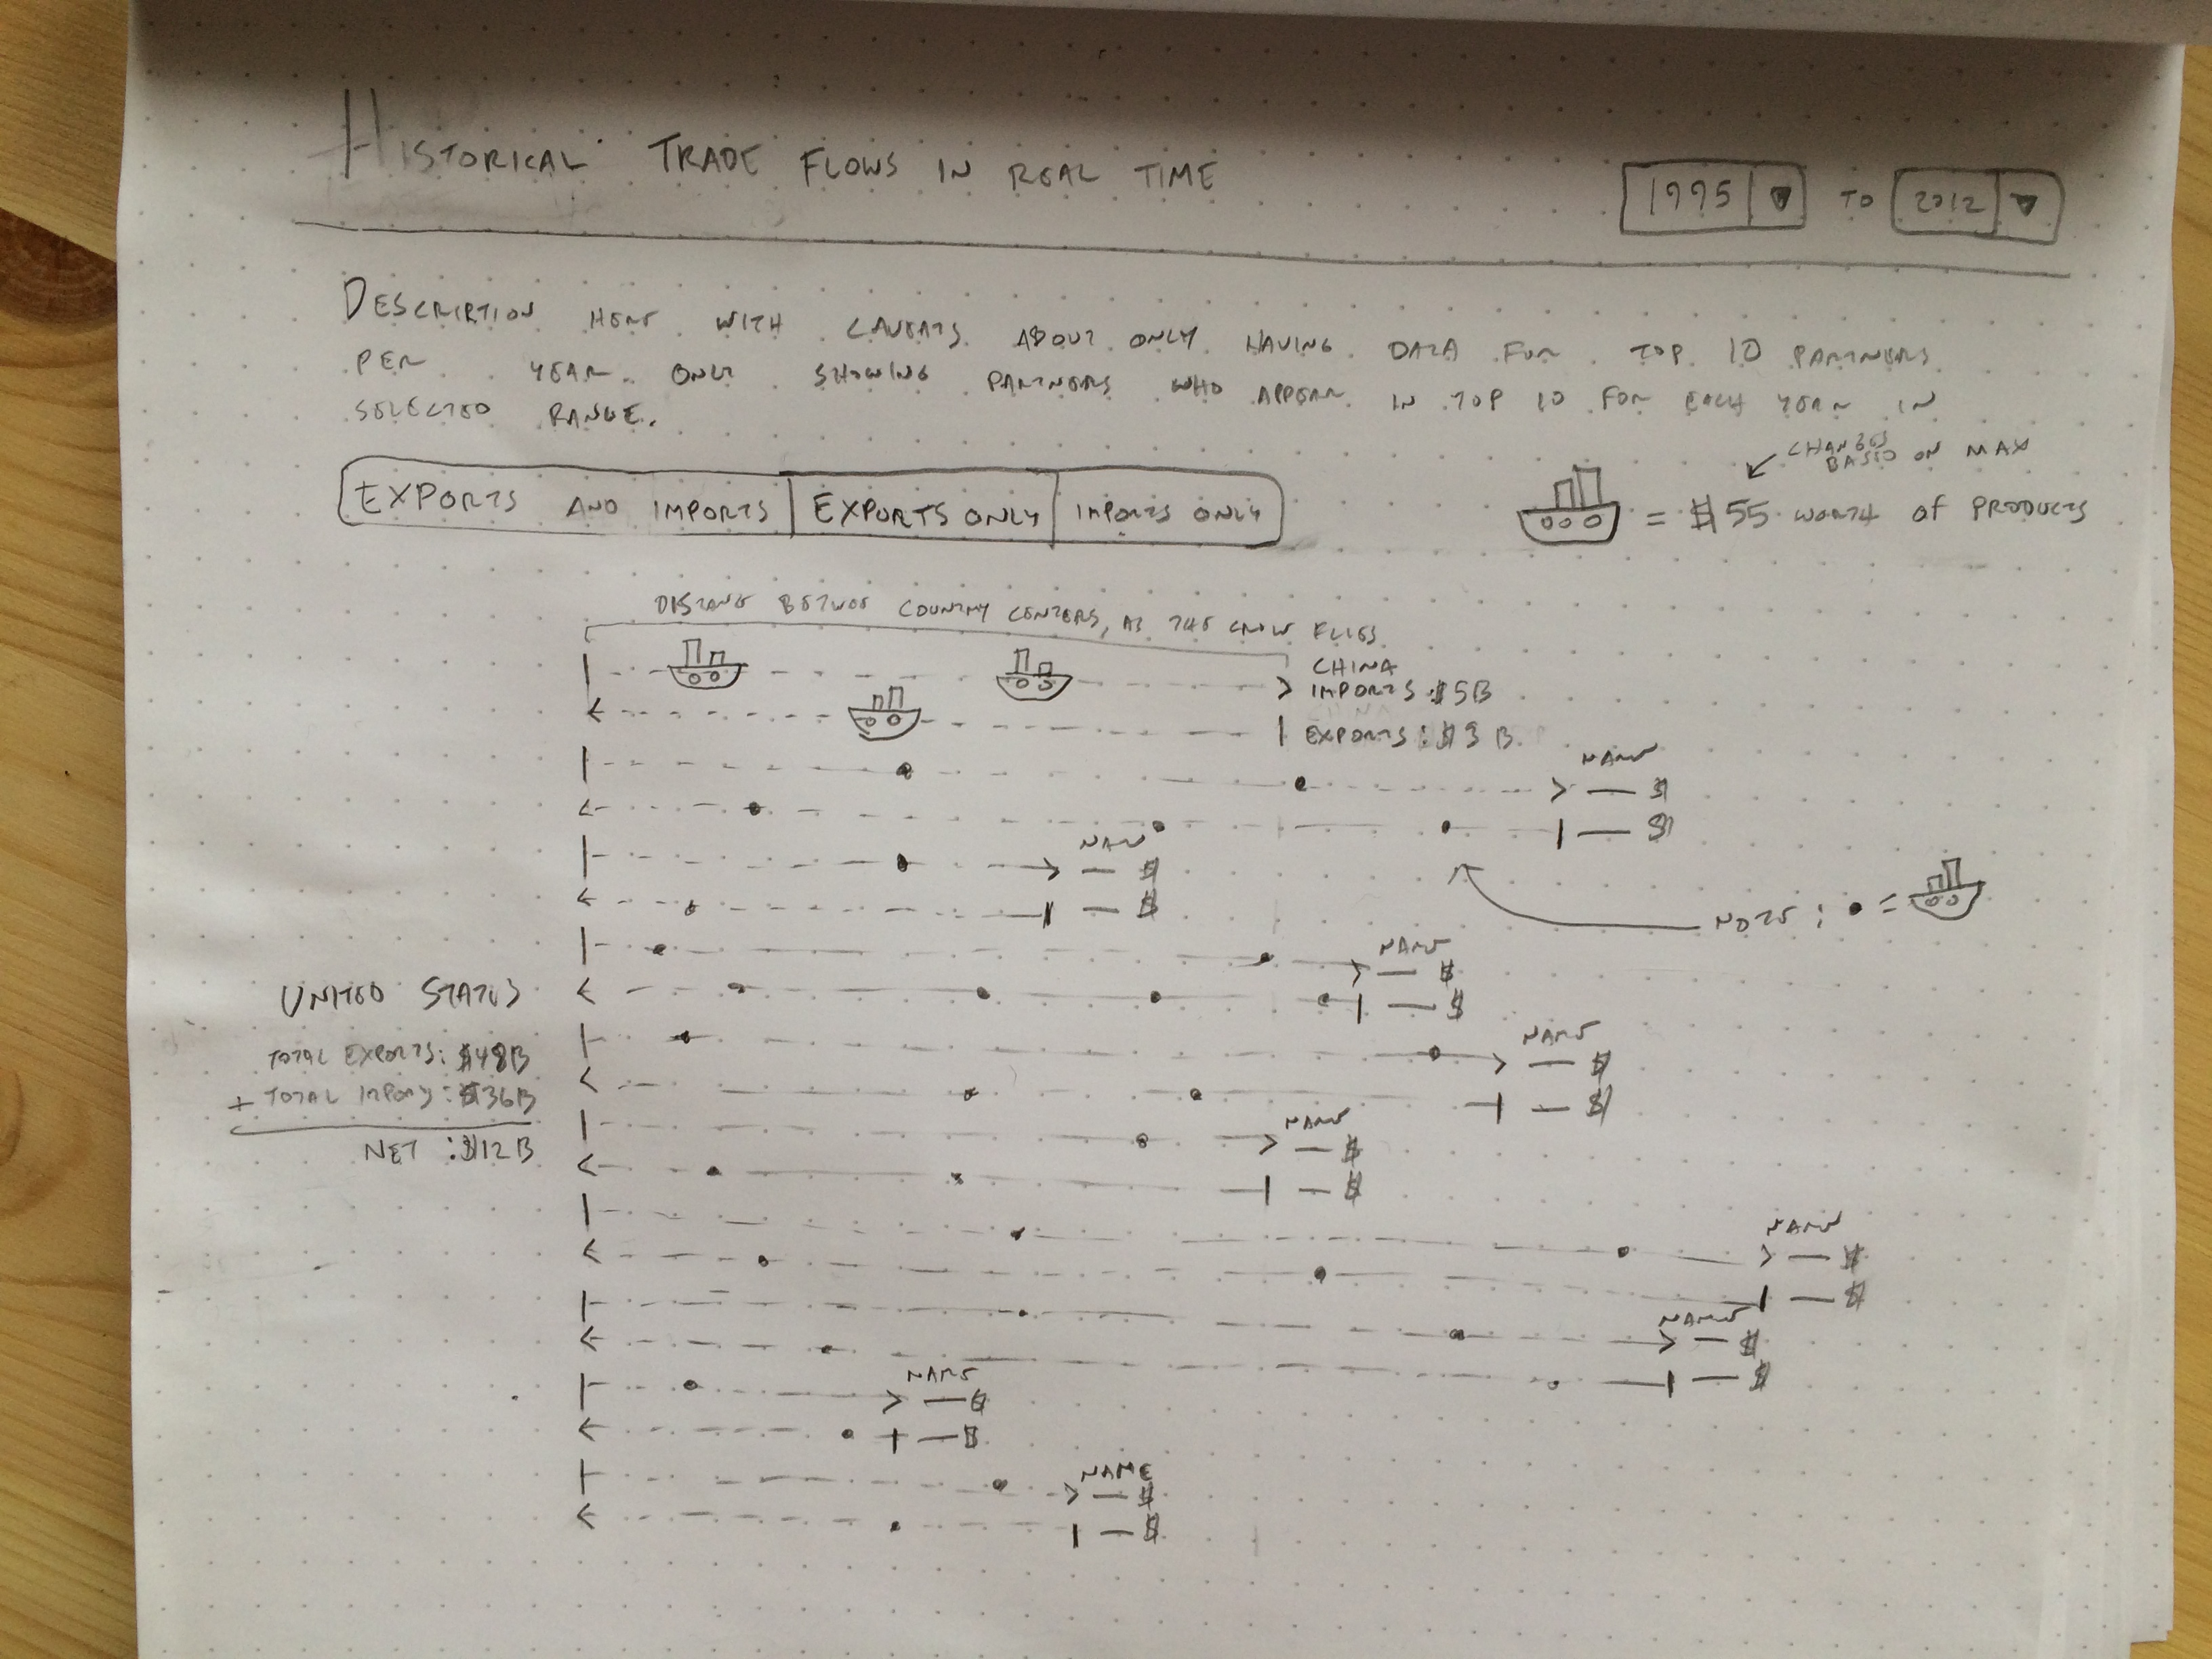 HISTORICAL TRADE FLOWS IN REAL TIME
1995 TO 2012
DESCRIPTION HERE WITH CAVEATS ABOUT ONLY HAVING DATA FOR TOP 10 PARTNERS
PER YEAR. ONLY SHOWING PARTNERS WHO APPEAR IN TOP 10 FOR EACH YEAR IN
SELECTED RANGE.
CHANGES
BASED ON MAX
EXPORTS AND IMPORTS EXPORTS ONLY IMPORTS ONLY
= $55 WORTH OF PRODUCTS
DISTANCE BETWEE COUNTRY CENTERS, AS THE CROW FLIES
CHINA
IMPORTS $5B
EXPORTS: $3B
NAME
— $
— $
NAME
— $
— $
NOTE: • =
NAME
— $
— $
UNITED STATES
TOTAL EXPORTS: $48B
+ TOTAL IMPORTS: $36B
NET: $12B
NAME
— $
— $
NAME
— $
— $
NAME
— $
— $
NAME
— $
— $
NAME
— $
— $
NAME
— $
— $